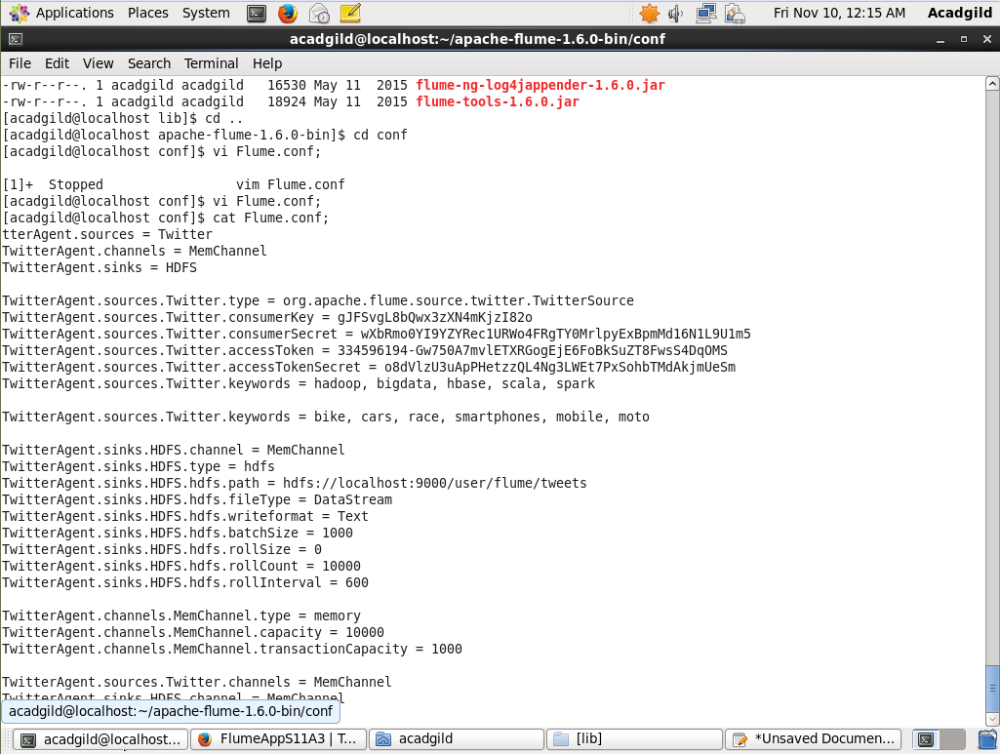 Applications Places System Fri Nov 10, 12:15 AM Acadgild
acadgild@localhost:~/apache-flume-1.6.0-bin/conf
File Edit View Search Terminal Help
-rw-r--r--. 1 acadgild acadgild   16530 May 11  2015 flume-ng-log4jappender-1.6.0.jar
-rw-r--r--. 1 acadgild acadgild   18924 May 11  2015 flume-tools-1.6.0.jar
[acadgild@localhost lib]$ cd ..
[acadgild@localhost apache-flume-1.6.0-bin]$ cd conf
[acadgild@localhost conf]$ vi Flume.conf;
[1]+  Stopped                 vim Flume.conf
[acadgild@localhost conf]$ vi Flume.conf;
[acadgild@localhost conf]$ cat Flume.conf;
tterAgent.sources = Twitter
TwitterAgent.channels = MemChannel
TwitterAgent.sinks = HDFS
TwitterAgent.sources.Twitter.type = org.apache.flume.source.twitter.TwitterSource
TwitterAgent.sources.Twitter.consumerKey = gJFSvgL8bQwx3zXN4mKjzI82o
TwitterAgent.sources.Twitter.consumerSecret = wXbRmo0YI9YZYRec1URWo4FRgTY0MrlpyExBpmMd16N1L9U1m5
TwitterAgent.sources.Twitter.accessToken = 334596194-Gw750A7mvlETXRGogEjE6FoBkSuZT8FwsS4DqOMS
TwitterAgent.sources.Twitter.accessTokenSecret = o8dVlzU3uApPHetzzQL4Ng3LWEt7PxSohbTMdAkjmUeSm
TwitterAgent.sources.Twitter.keywords = hadoop, bigdata, hbase, scala, spark
TwitterAgent.sources.Twitter.keywords = bike, cars, race, smartphones, mobile, moto
TwitterAgent.sinks.HDFS.channel = MemChannel
TwitterAgent.sinks.HDFS.type = hdfs
TwitterAgent.sinks.HDFS.hdfs.path = hdfs://localhost:9000/user/flume/tweets
TwitterAgent.sinks.HDFS.hdfs.fileType = DataStream
TwitterAgent.sinks.HDFS.hdfs.writeformat = Text
TwitterAgent.sinks.HDFS.hdfs.batchSize = 1000
TwitterAgent.sinks.HDFS.hdfs.rollSize = 0
TwitterAgent.sinks.HDFS.hdfs.rollCount = 10000
TwitterAgent.sinks.HDFS.hdfs.rollInterval = 600
TwitterAgent.channels.MemChannel.type = memory
TwitterAgent.channels.MemChannel.capacity = 10000
TwitterAgent.channels.MemChannel.transactionCapacity = 1000
TwitterAgent.sources.Twitter.channels = MemChannel
TwitterAgent.sinks.HDFS.channel = MemChannel
acadgild@localhost:~/apache-flume-1.6.0-bin/conf
acadgild@localhost... FlumeAppS11A3 | T... acadgild [lib] *Unsaved Documen...